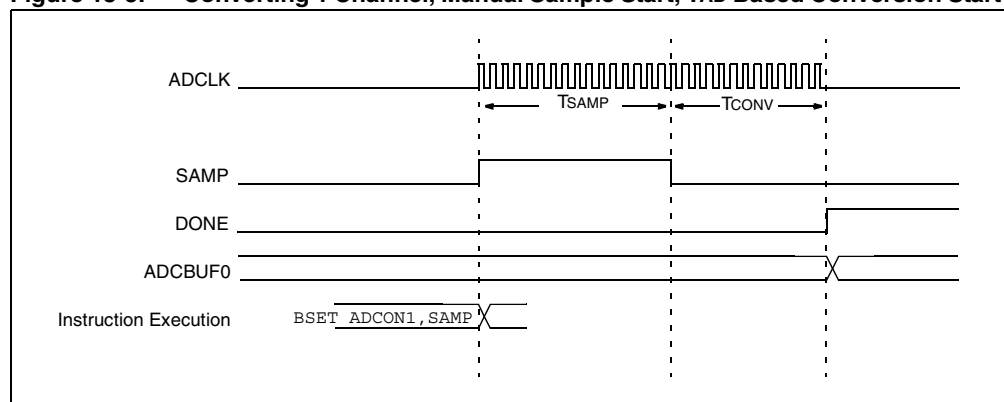 ADCLK
TSAMP TCONV
SAMP
DONE
ADCBUF0
Instruction Execution BSET ADCON1,SAMP